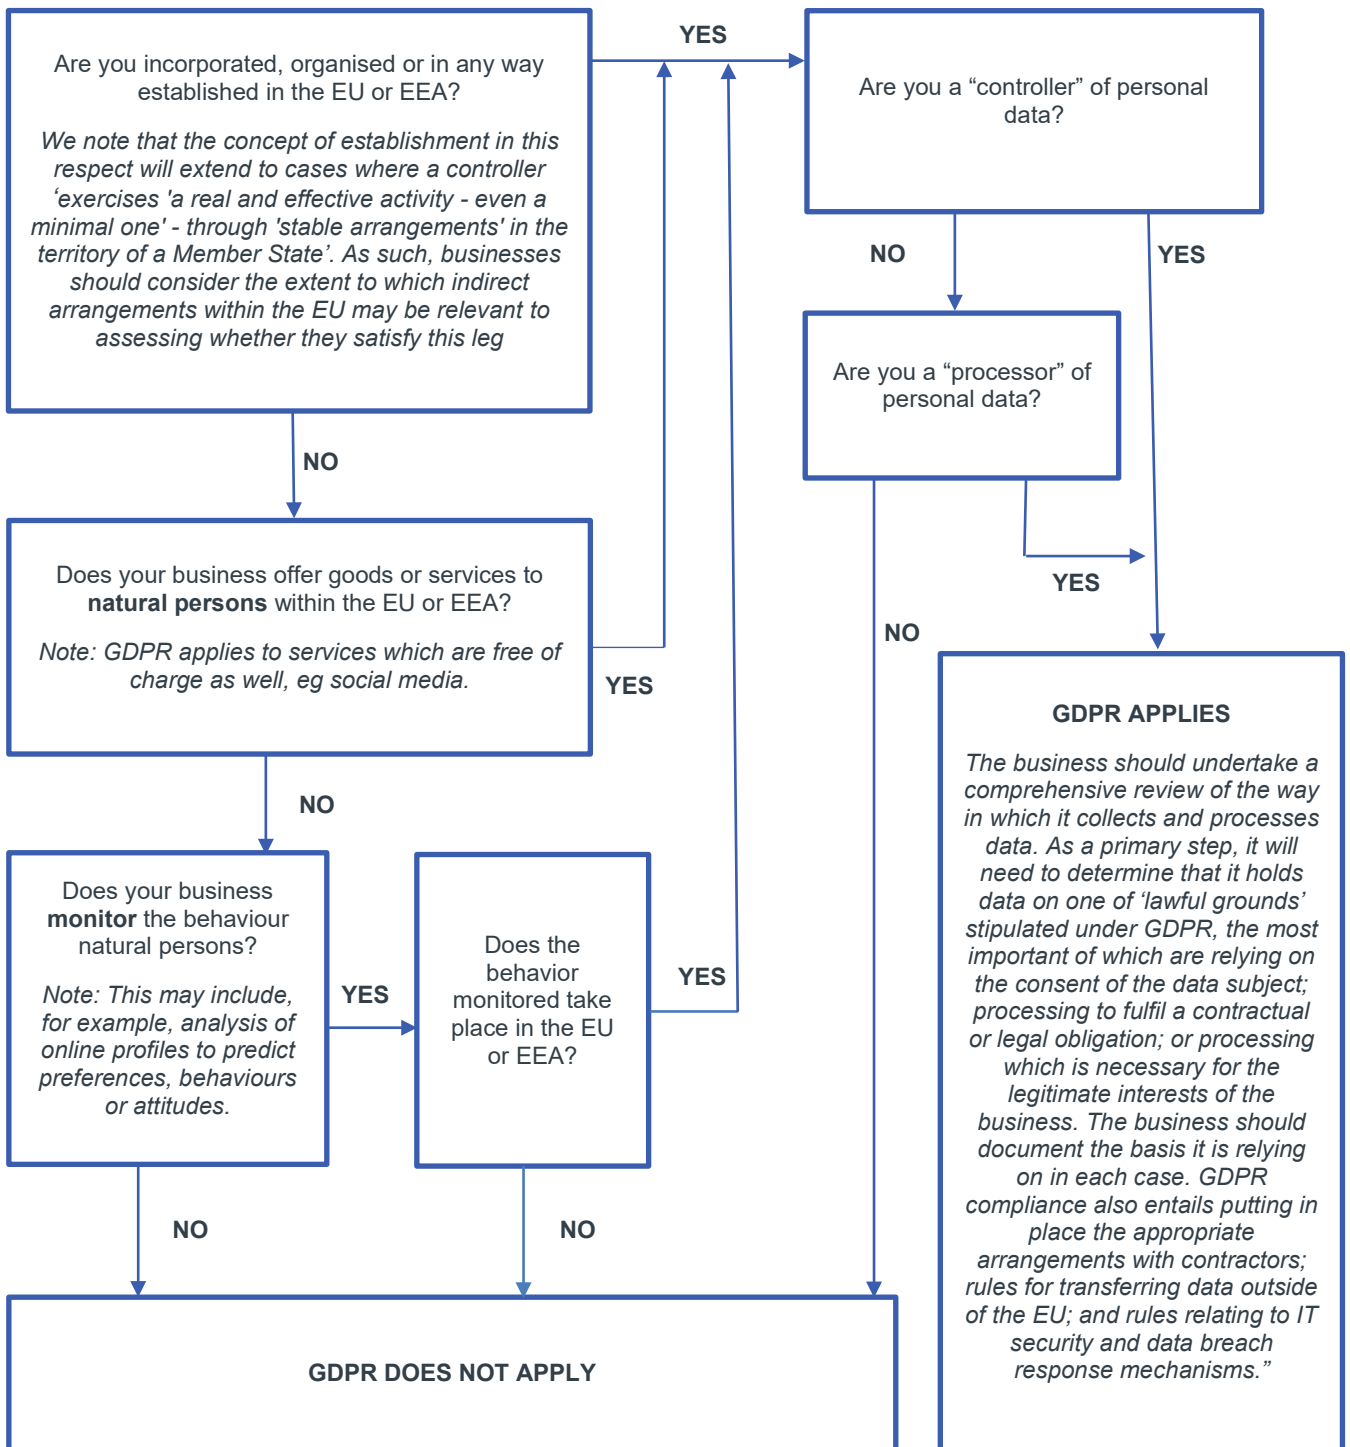 Are you incorporated, organised or in any way
established in the EU or EEA?
We note that the concept of establishment in this
respect will extend to cases where a controller
‘exercises 'a real and effective activity - even a
minimal one' - through 'stable arrangements' in the
territory of a Member State’. As such, businesses
should consider the extent to which indirect
arrangements within the EU may be relevant to
assessing whether they satisfy this leg
YES
Are you a “controller” of personal
data?
NO
YES
Are you a “processor” of
personal data?
NO
YES
NO
Does your business offer goods or services to
natural persons within the EU or EEA?
Note: GDPR applies to services which are free of
charge as well, eg social media.
YES
NO
Does your business
monitor the behaviour
natural persons?
Note: This may include,
for example, analysis of
online profiles to predict
preferences, behaviours
or attitudes.
YES
Does the
behavior
monitored take
place in the EU
or EEA?
YES
NO
NO
GDPR DOES NOT APPLY
GDPR APPLIES
The business should undertake a
comprehensive review of the way
in which it collects and processes
data. As a primary step, it will
need to determine that it holds
data on one of ‘lawful grounds’
stipulated under GDPR, the most
important of which are relying on
the consent of the data subject;
processing to fulfil a contractual
or legal obligation; or processing
which is necessary for the
legitimate interests of the
business. The business should
document the basis it is relying
on in each case. GDPR
compliance also entails putting in
place the appropriate
arrangements with contractors;
rules for transferring data outside
of the EU; and rules relating to IT
security and data breach
response mechanisms.”